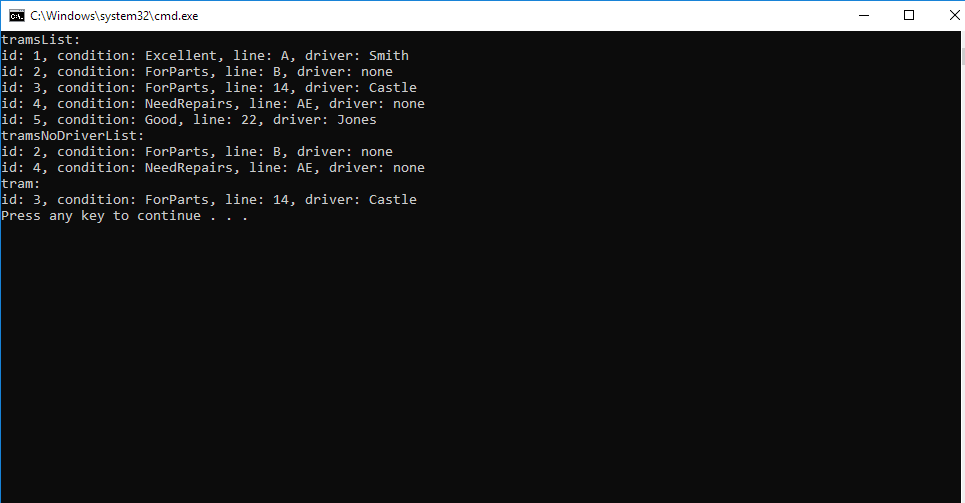 C:\Windows\system32\cmd.exe
tramsList:
id: 1, condition: Excellent, line: A, driver: Smith
id: 2, condition: ForParts, line: B, driver: none
id: 3, condition: ForParts, line: 14, driver: Castle
id: 4, condition: NeedRepairs, line: AE, driver: none
id: 5, condition: Good, line: 22, driver: Jones
tramsNoDriverList:
id: 2, condition: ForParts, line: B, driver: none
id: 4, condition: NeedRepairs, line: AE, driver: none
tram:
id: 3, condition: ForParts, line: 14, driver: Castle
Press any key to continue . . .